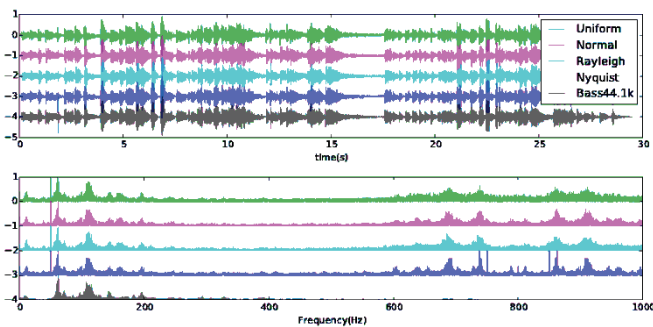 1
0
-1
-2
-3
-4
-5
0 5 10 15 20 25 30
time(s)
Uniform
Normal
Rayleigh
Nyquist
Bass44.1k
1
0
-1
-2
-3
-4
0 200 400 600 800 1000
Frequency(Hz)